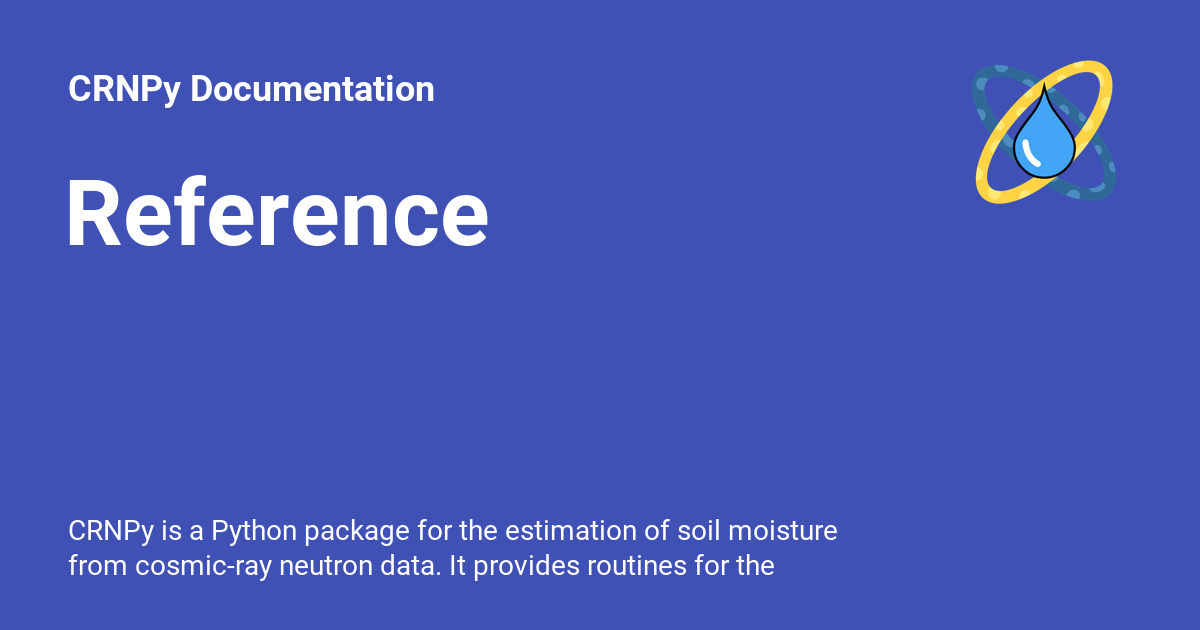 CRNPy Documentation
Reference
CRNPy is a Python package for the estimation of soil moisture
from cosmic-ray neutron data. It provides routines for the